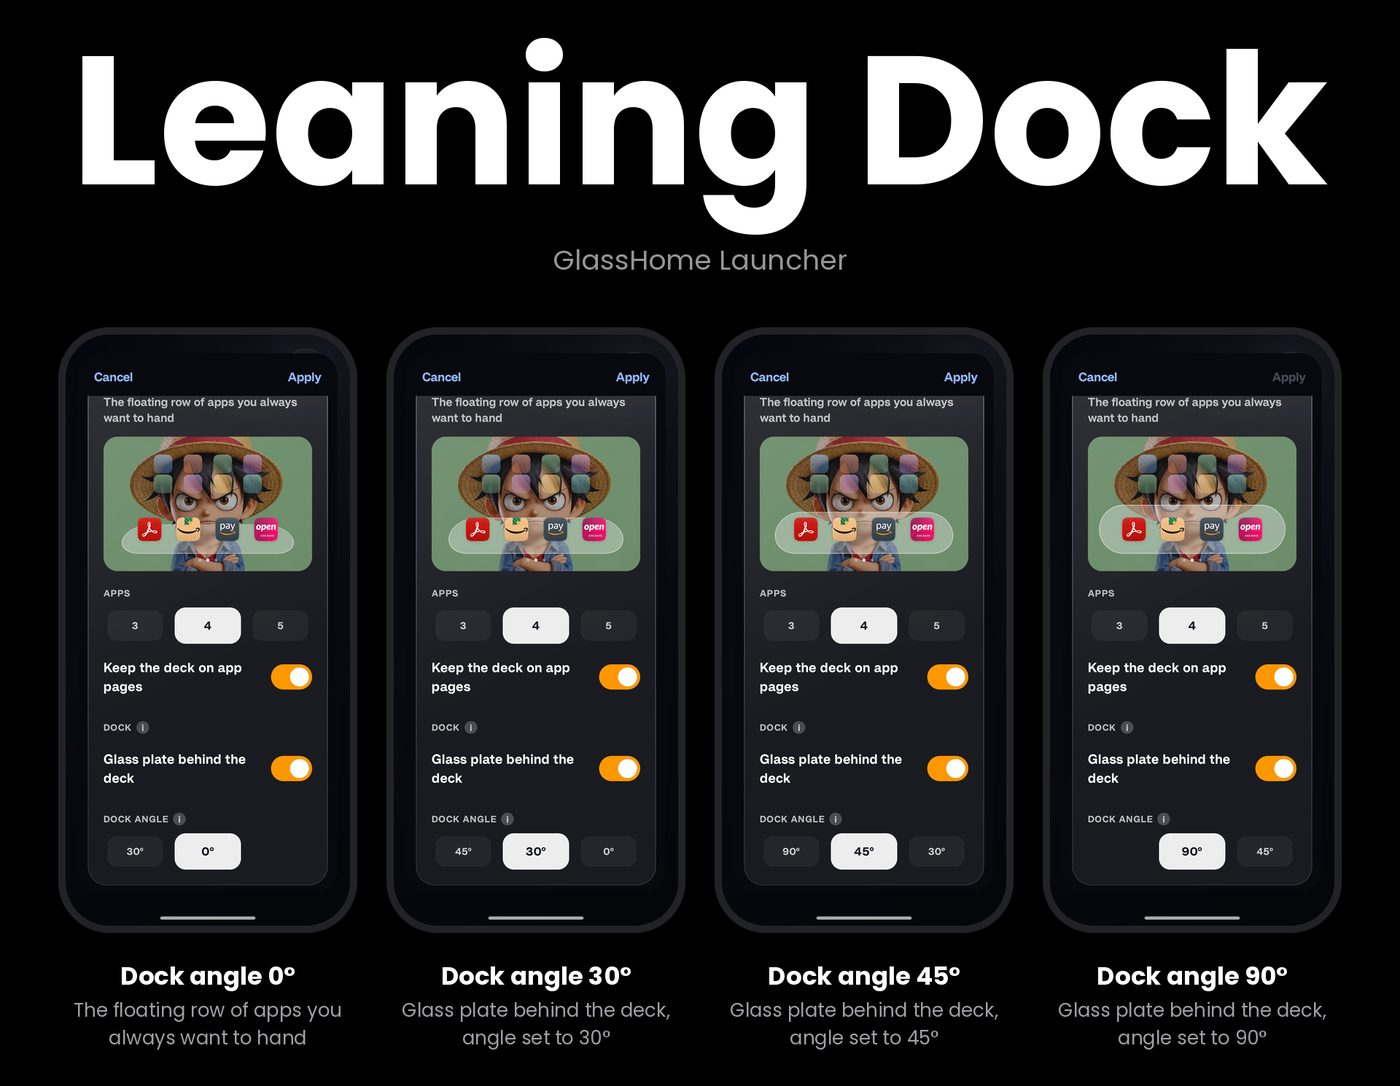 Leaning Dock
GlassHome Launcher
Cancel
Apply
The floating row of apps you always
want to hand
pay
open
APPS
3
4
5
Keep the deck on app
pages
DOCK i
Glass plate behind the
deck
DOCK ANGLE i
30°
0°
Dock angle 0°
The floating row of apps you
always want to hand
Cancel
Apply
The floating row of apps you always
want to hand
pay
open
APPS
3
4
5
Keep the deck on app
pages
DOCK i
Glass plate behind the
deck
DOCK ANGLE i
45°
30°
0°
Dock angle 30°
Glass plate behind the deck,
angle set to 30°
Cancel
Apply
The floating row of apps you always
want to hand
pay
open
APPS
3
4
5
Keep the deck on app
pages
DOCK i
Glass plate behind the
deck
DOCK ANGLE i
90°
45°
30°
Dock angle 45°
Glass plate behind the deck,
angle set to 45°
Cancel
Apply
The floating row of apps you always
want to hand
pay
open
APPS
3
4
5
Keep the deck on app
pages
DOCK i
Glass plate behind the
deck
DOCK ANGLE i
90°
45°
Dock angle 90°
Glass plate behind the deck,
angle set to 90°